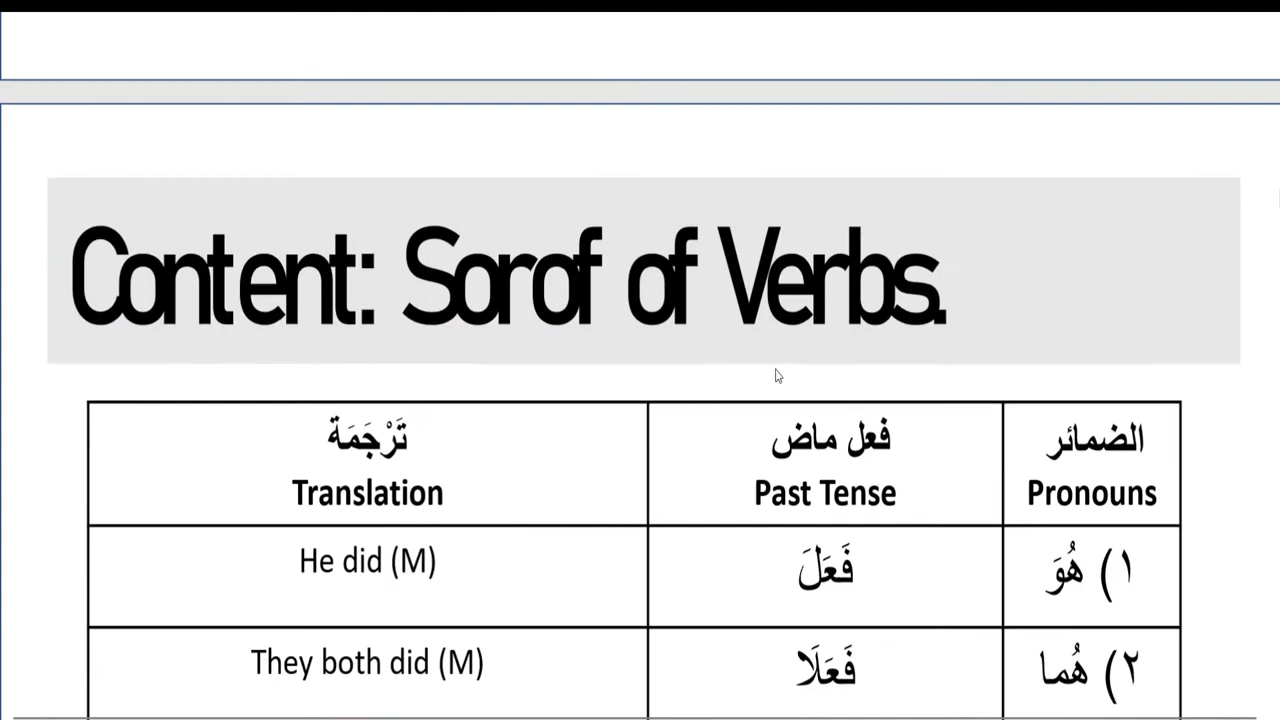 Content: Sorof of Verbs.
تَرْجَمَة فعل ماض الضمائر
Translation Past Tense Pronouns
He did (M) فَعَلَ ١) هُوَ
They both did (M) فَعَلَا ٢) هُما